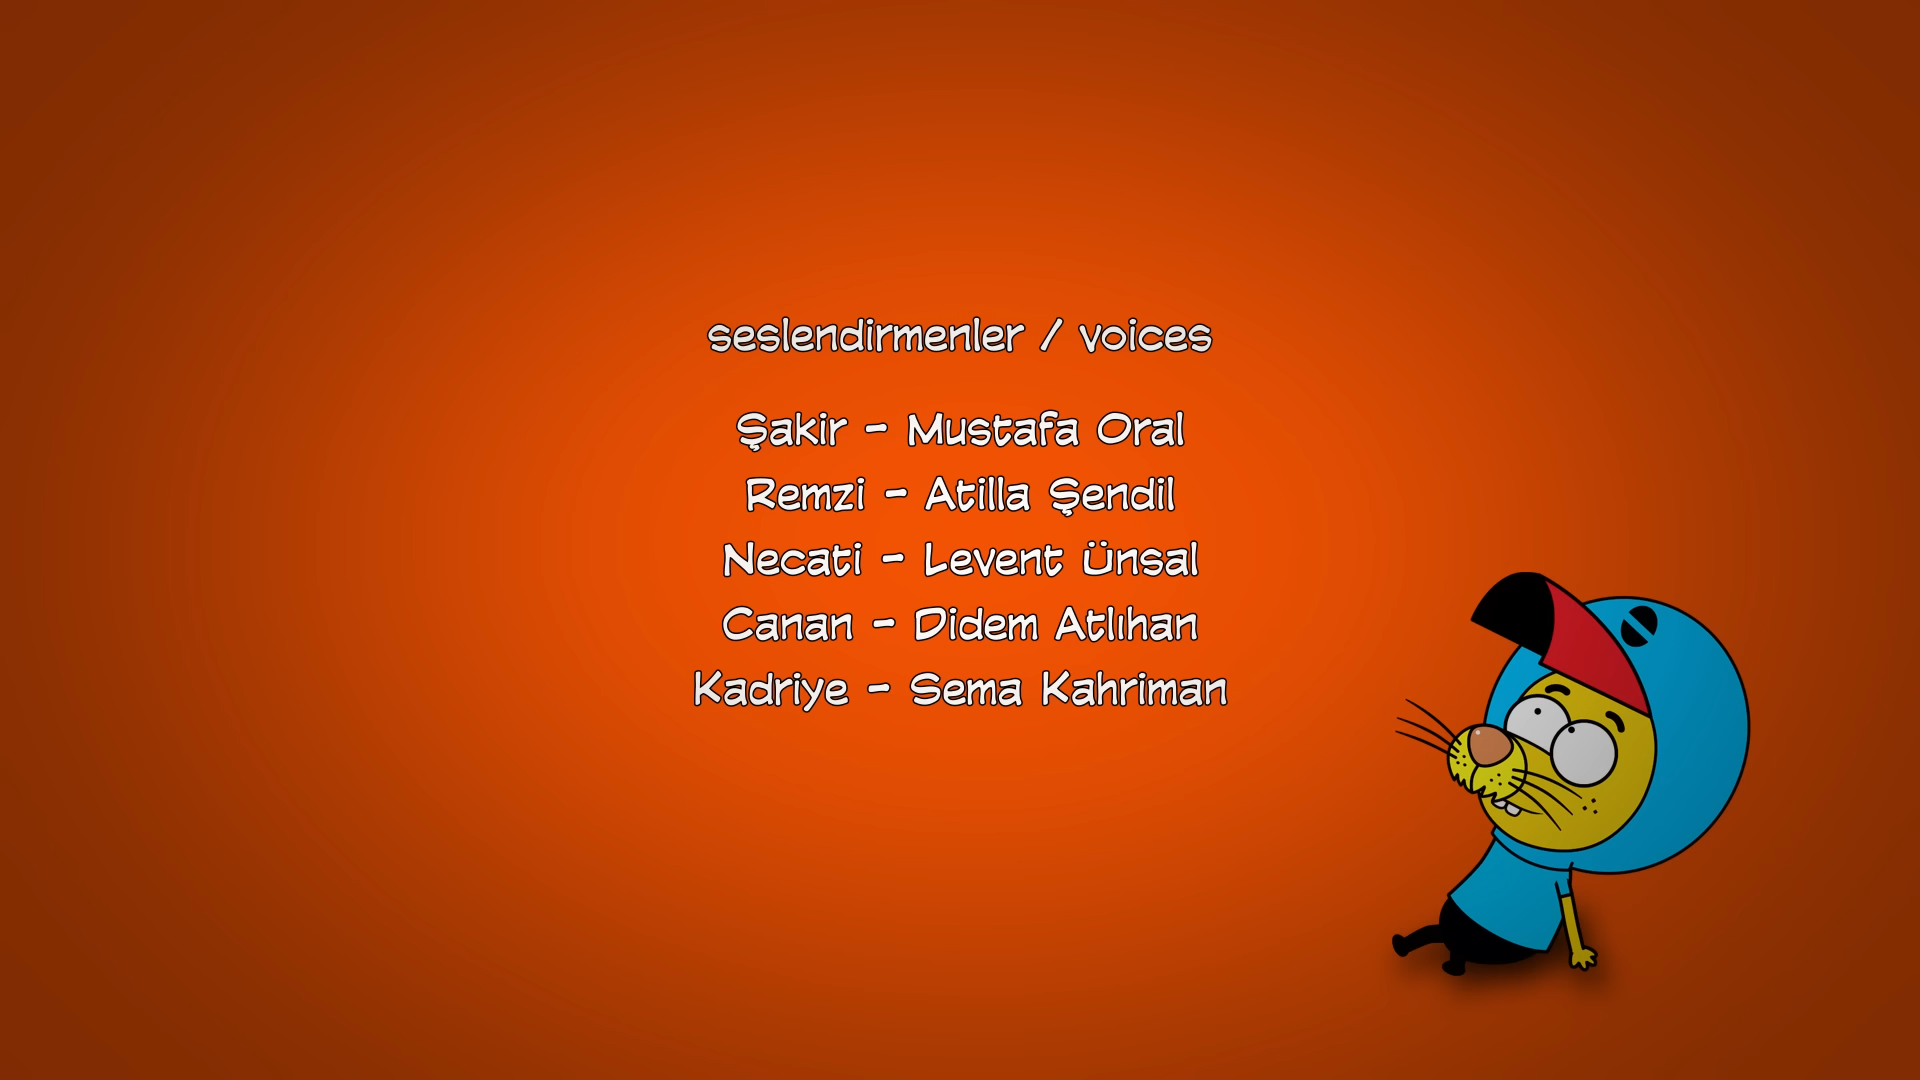 seslendirmenler / voices
Şakir - Mustafa Oral
Remzi - Atilla Şendil
Necati - Levent Ünsal
Canan - Didem Atlıhan
Kadriye - Sema Kahriman